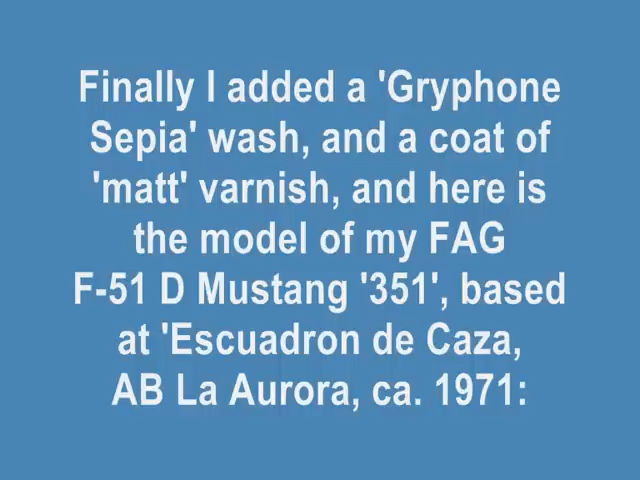 Finally I added a 'Gryphone
Sepia' wash, and a coat of
'matt' varnish, and here is
the model of my FAG
F-51 D Mustang '351', based
at 'Escuadron de Caza,
AB La Aurora, ca. 1971: